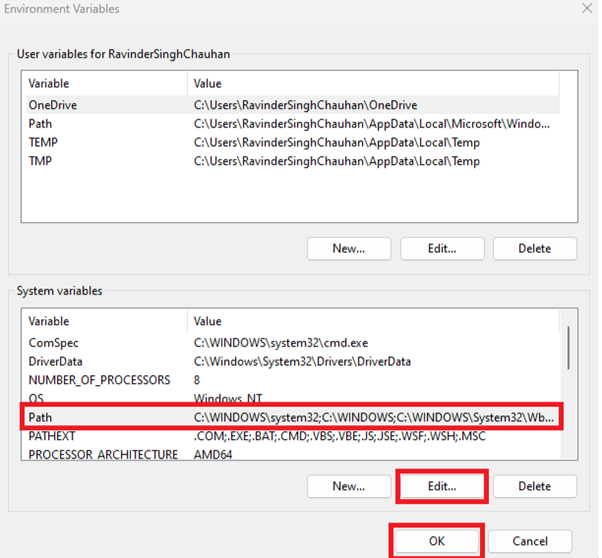 Environment Variables
User variables for RavinderSinghChauhan
Variable Value
OneDrive C:\Users\RavinderSinghChauhan\OneDrive
Path C:\Users\RavinderSinghChauhan\AppData\Local\Microsoft\Windo...
TEMP C:\Users\RavinderSinghChauhan\AppData\Local\Temp
TMP C:\Users\RavinderSinghChauhan\AppData\Local\Temp
New... Edit... Delete
System variables
Variable Value
ComSpec C:\WINDOWS\system32\cmd.exe
DriverData C:\Windows\System32\Drivers\DriverData
NUMBER_OF_PROCESSORS 8
OS Windows_NT
Path C:\WINDOWS\system32;C:\WINDOWS;C:\WINDOWS\System32\Wb...
PATHEXT .COM;.EXE;.BAT;.CMD;.VBS;.VBE;.JS;.JSE;.WSF;.WSH;.MSC
PROCESSOR_ARCHITECTURE AMD64
New... Edit... Delete
OK Cancel